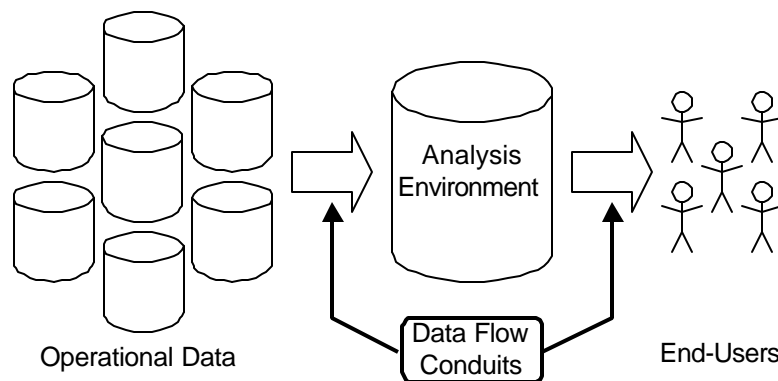 Analysis
Environment
Operational Data
Data Flow
Conduits
End-Users